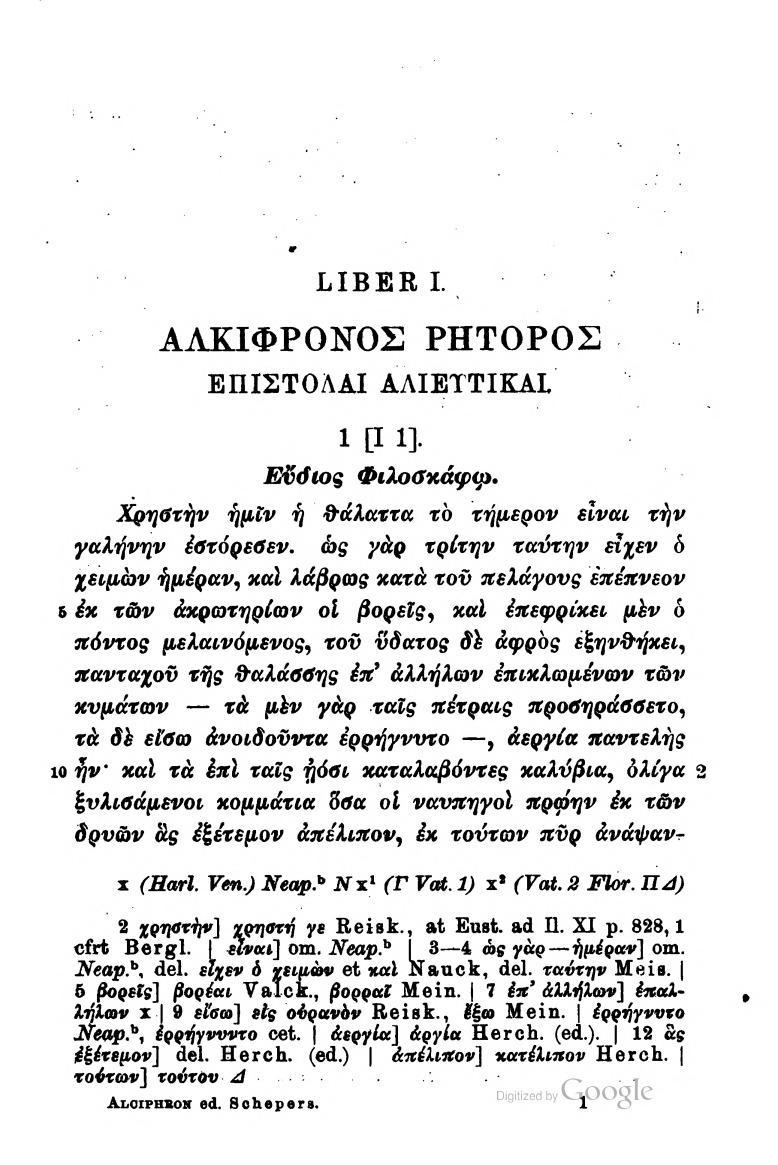 LIBER I.
ΑΛΚΙΦΡΟΝΟΣ ΡΗΤΟΡΟΣ
ΕΠΙΣΤΟΛΑΙ ΑΛΙΕΥΤΙΚΑΙ.
1 [I 1].
Εὔδιος Φιλοσκάφῳ.
Χρηστὴν ἡμῖν ἡ θάλαττα τὸ τήμερον εἶναι τὴν
γαλήνην ἐστόρεσεν. ὡς γὰρ τρίτην ταύτην εἶχεν ὁ
χειμὼν ἡμέραν, καὶ λάβρως κατὰ τοῦ πελάγους ἐπέπνεον
5 ἐκ τῶν ἀκρωτηρίων οἱ βορεῖς, καὶ ἐπεφρίκει μὲν ὁ
πόντος μελαινόμενος, τοῦ ὕδατος δὲ ἀφρὸς ἐξηνθήκει,
πανταχοῦ τῆς θαλάσσης ἐπ' ἀλλήλων ἐπικλωμένων τῶν
κυμάτων — τὰ μὲν γὰρ ταῖς πέτραις προσηράσσετο,
τὰ δὲ εἴσω ἀνοιδοῦντα ἐρρήγνυτο —, ἀεργία παντελὴς
10 ἦν· καὶ τὰ ἐπὶ ταῖς ᾐόσι καταλαβόντες καλύβια, ὀλίγα 2
ξυλισάμενοι κομμάτια ὅσα οἱ ναυπηγοὶ πρῴην ἐκ τῶν
δρυῶν ἃς ἐξέτεμον ἀπέλιπον, ἐκ τούτων πῦρ ἀνάψαν-
x (Harl. Ven.) Neap.ᵇ N x¹ (Γ Vat. 1) x² (Vat. 2 Flor. Π Δ)
2 χρηστὴν] χρηστή γε Reisk., at Eust. ad Il. XI p. 828, 1
cfrt Bergl. | εἶναι] om. Neap.ᵇ | 3—4 ὡς γὰρ — ἡμέραν] om.
Neap.ᵇ, del. εἶχεν ὁ χειμὼν et καὶ Nauck, del. ταύτην Meis. |
5 βορεῖς] βορέαι Valck., βορραῖ Mein. | 7 ἐπ' ἀλλήλων] ἐπαλ-
λήλων x | 9 εἴσω] εἰς οὐρανὸν Reisk., ἔξω Mein. | ἐρρήγνυτο
Neap.ᵇ, ἐρρήγνυντο cet. | ἀεργία] ἀργία Herch. (ed.). | 12 ἃς
ἐξέτεμον] del. Herch. (ed.) | ἀπέλιπον] κατέλιπον Herch. |
τούτων] τούτου Δ
ALCIPHRON ed. Schepers. 1
Digitized by Google